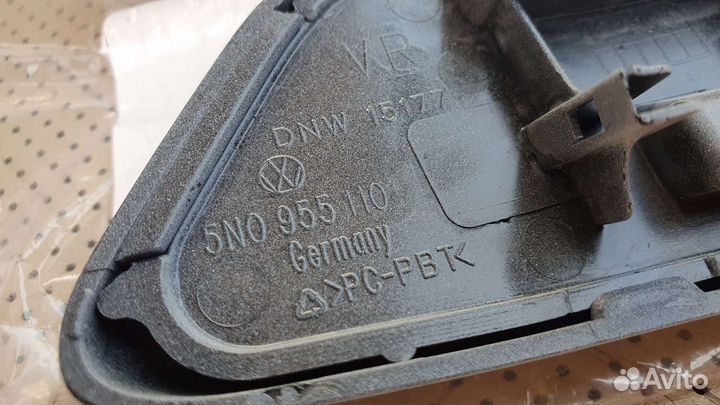 VR
DNW 15177
5N0 955 110
Germany
>PC-PBT<
Avito